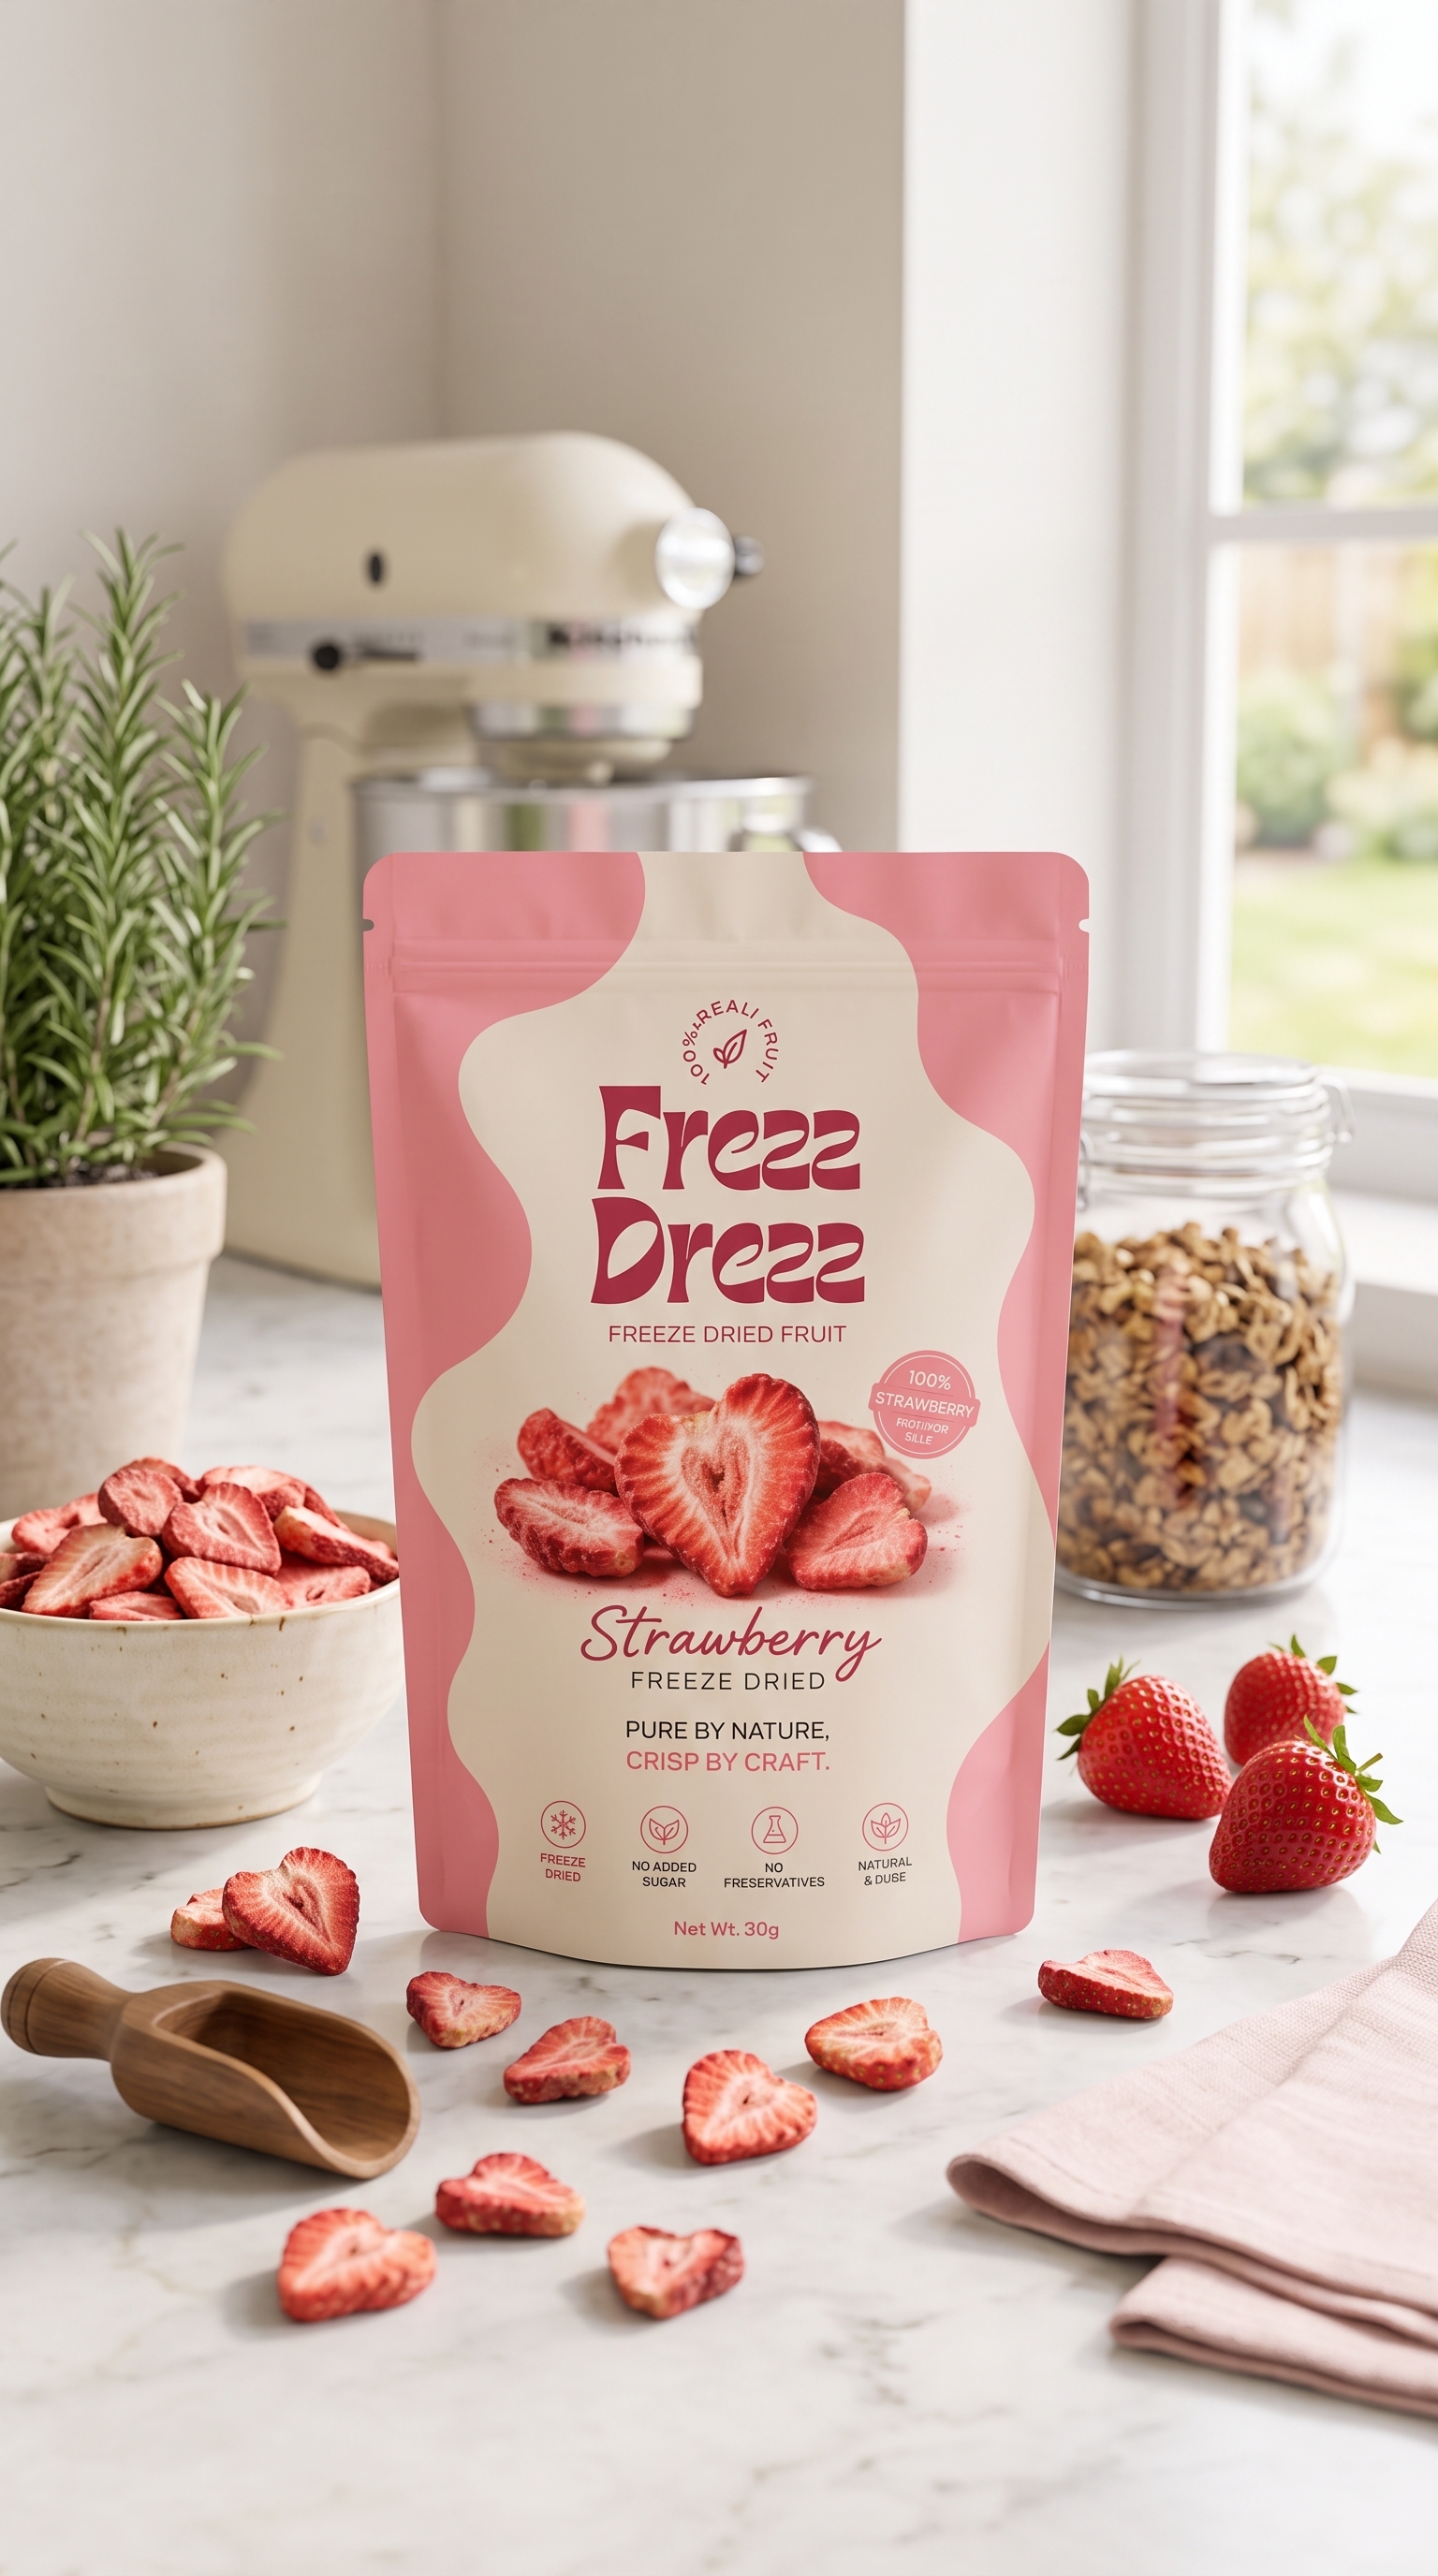 100% REALI FRUIT
Frezz
Drezz
FREEZE DRIED FRUIT
100%
STRAWBERRY
SILLE
Strawberry
FREEZE DRIED
PURE BY NATURE,
CRISP BY CRAFT.
FREEZE
DRIED
NO ADDED
SUGAR
NO
FRESERVATIVES
NATURAL
& DUSE
Net Wt. 30g